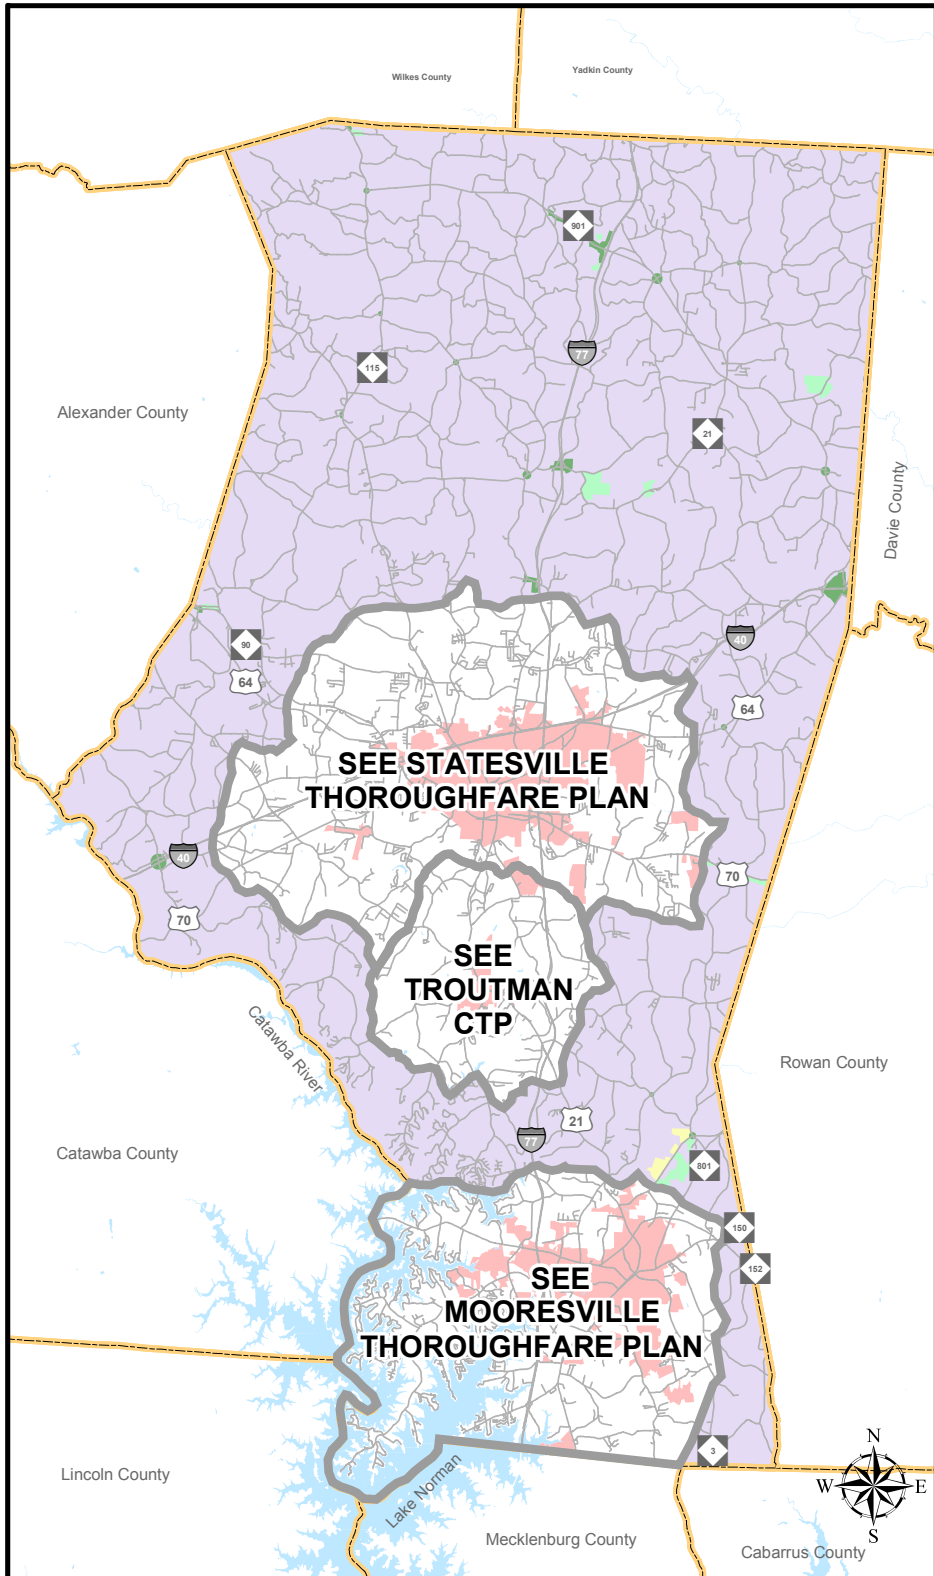 Wilkes County
Yadkin County
901
77
115
Alexander County
21
Davie County
90
64
40
64
SEE STATESVILLE
THOROUGHFARE PLAN
40
70
70
SEE
TROUTMAN
CTP
Catawba River
Rowan County
21
77
Catawba County
801
150
152
SEE
MOORESVILLE
THOROUGHFARE PLAN
3
N
W
E
S
Lincoln County
Lake Norman
Mecklenburg County
Cabarrus County